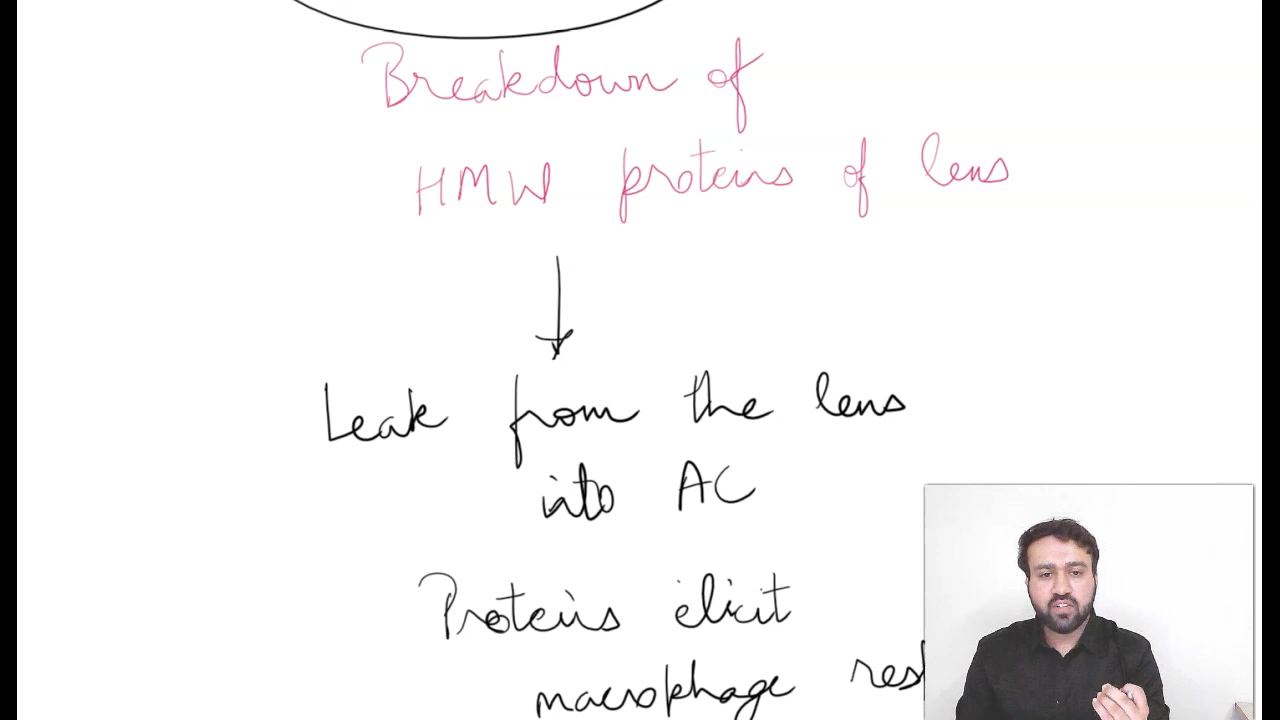 Breakdown of
HMW proteins of lens
Leak from the lens
into AC
Proteins elicit
macrophage